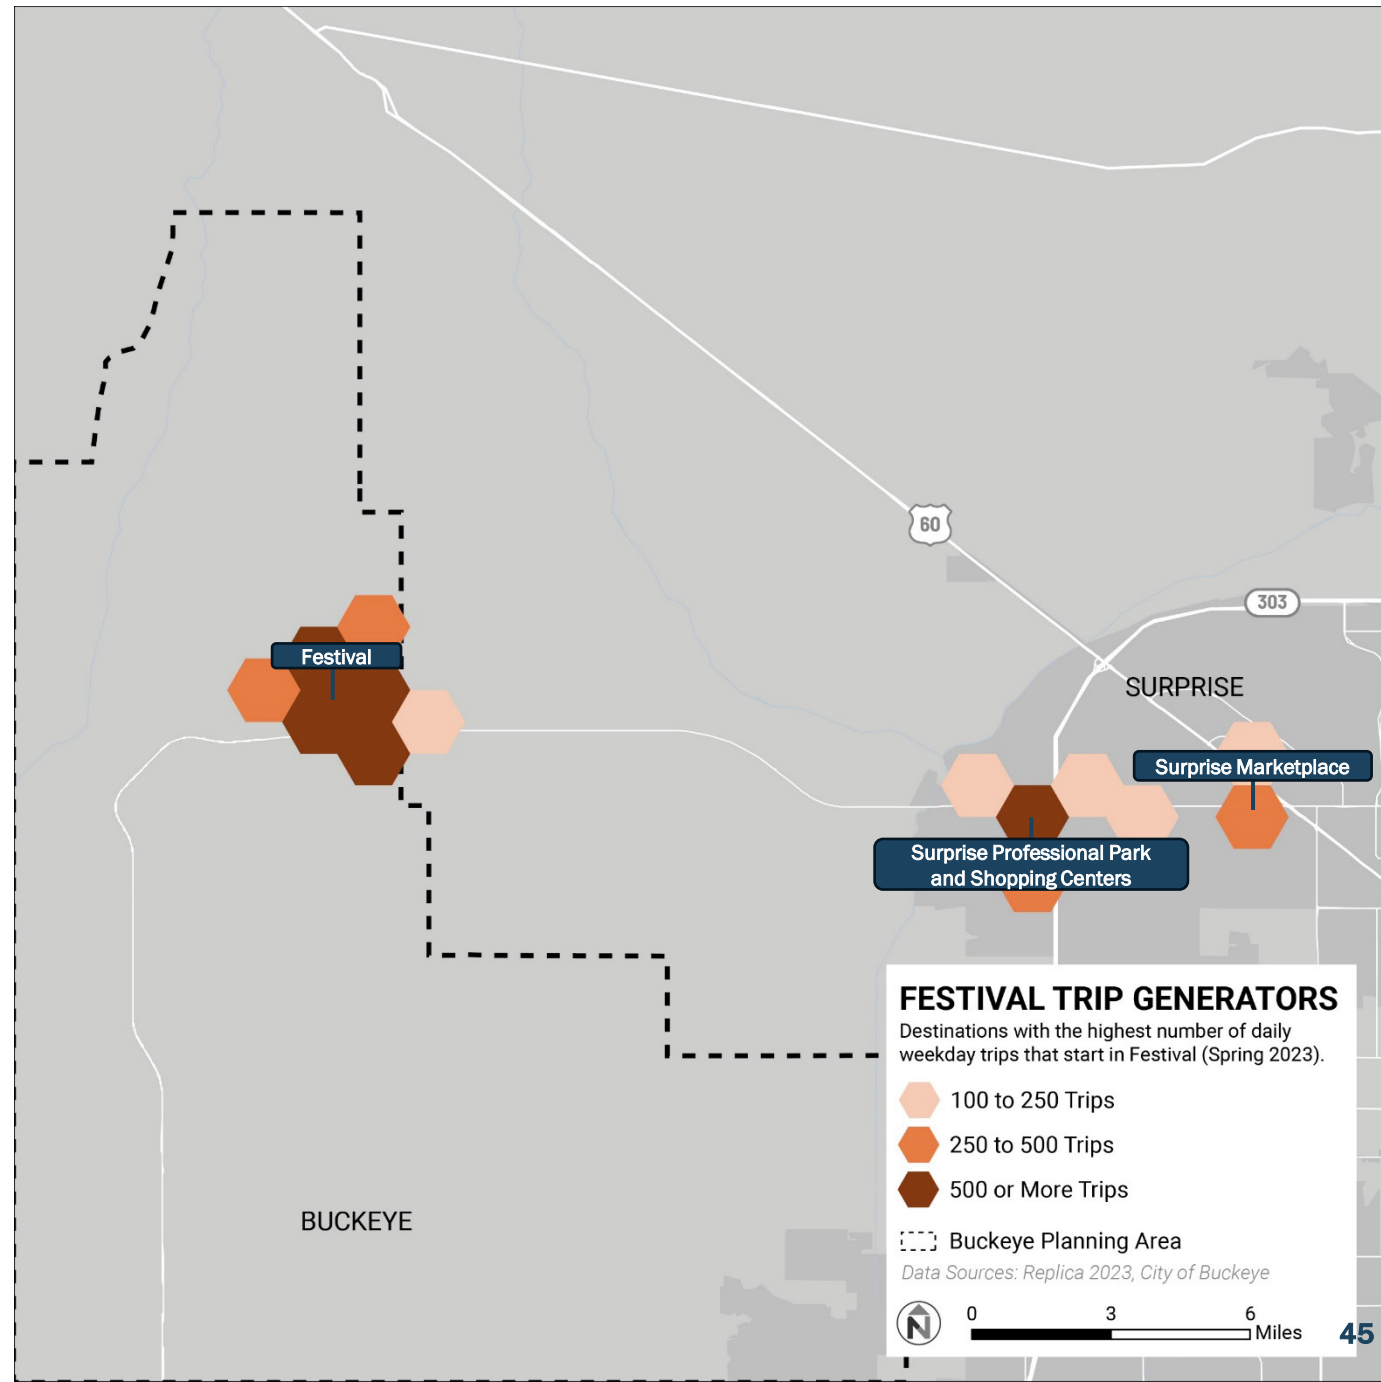 60
303
SURPRISE
Festival
Surprise Marketplace
Surprise Professional Park
and Shopping Centers
BUCKEYE
FESTIVAL TRIP GENERATORS
Destinations with the highest number of daily
weekday trips that start in Festival (Spring 2023).
100 to 250 Trips
250 to 500 Trips
500 or More Trips
Buckeye Planning Area
Data Sources: Replica 2023, City of Buckeye
N
0 3 6
Miles
45